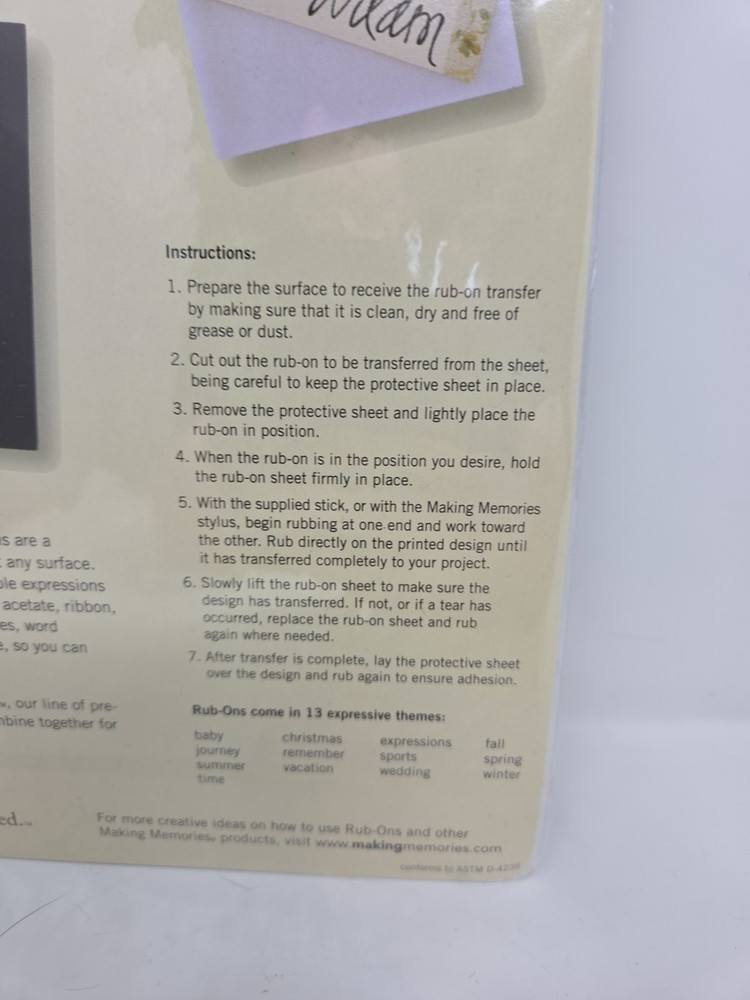 Instructions:
1. Prepare the surface to receive the rub-on transfer
by making sure that it is clean, dry and free of
grease or dust.
2. Cut out the rub-on to be transferred from the sheet,
being careful to keep the protective sheet in place.
3. Remove the protective sheet and lightly place the
rub-on in position.
4. When the rub-on is in the position you desire, hold
the rub-on sheet firmly in place.
5. With the supplied stick, or with the Making Memories
stylus, begin rubbing at one end and work toward
the other. Rub directly on the printed design until
it has transferred completely to your project.
6. Slowly lift the rub-on sheet to make sure the
design has transferred. If not, or if a tear has
occurred, replace the rub-on sheet and rub
again where needed.
7. After transfer is complete, lay the protective sheet
over the design and rub again to ensure adhesion.
are a
any surface.
expressions
acetate, ribbon,
word
so you can
our line of pre-
together for
Rub-Ons come in 13 expressive themes:
baby christmas expressions fall
journey remember sports spring
summer vacation wedding winter
time
For more creative ideas on how to use Rub-Ons and other
Making Memories products, visit www.makingmemories.com
conforms to ASTM D-4236